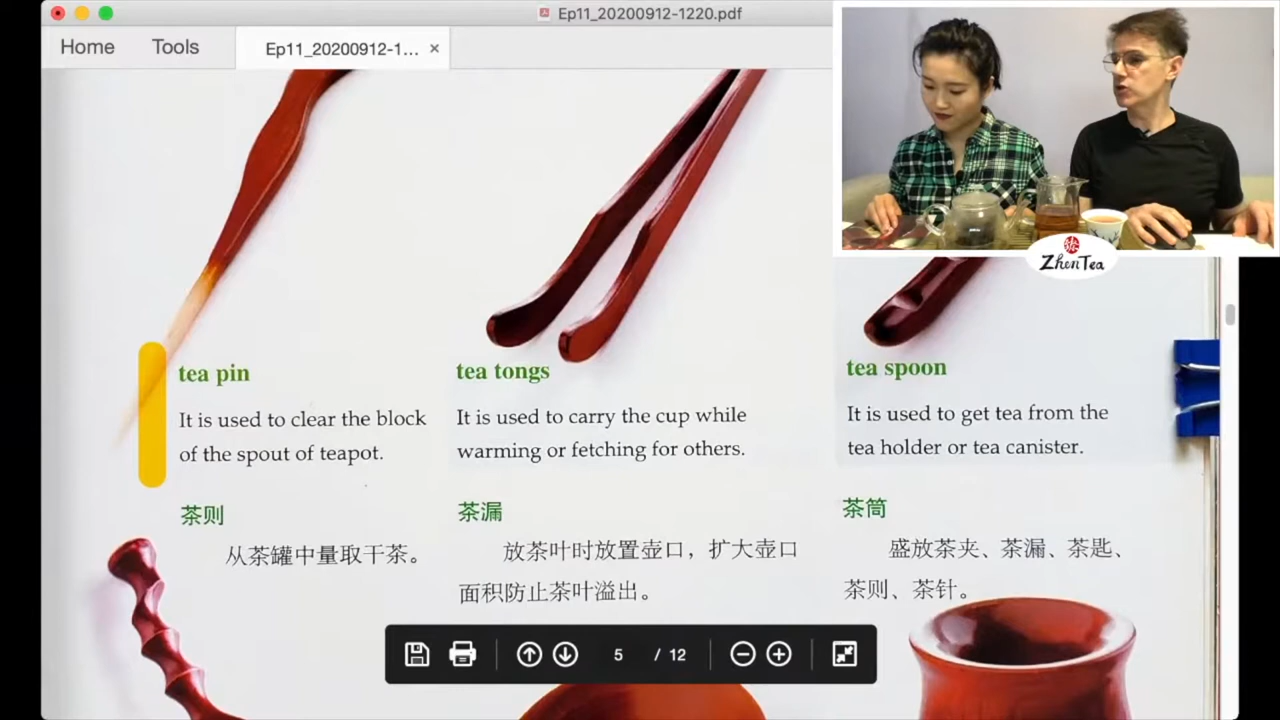 Ep11_20200912-1220.pdf
Home
Tools
Ep11_20200912-1...
ZhenTea
tea pin
It is used to clear the block
of the spout of teapot.
tea tongs
It is used to carry the cup while
warming or fetching for others.
tea spoon
It is used to get tea from the
tea holder or tea canister.
茶则
从茶罐中量取干茶。
茶漏
放茶叶时放置壶口，扩大壶口
面积防止茶叶溢出。
茶筒
盛放茶夹、茶漏、茶匙、
茶则、茶针。
5 / 12